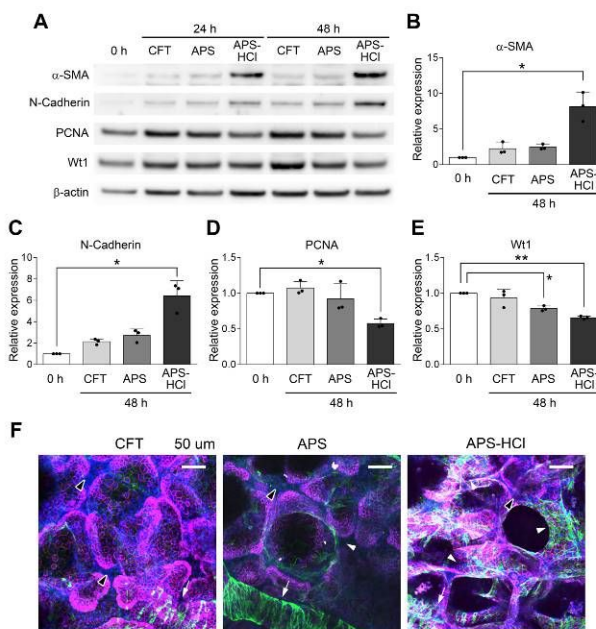 A
24 h
48 h
0 h
CFT
APS
APS-
HCl
CFT
APS
APS-
HCl
α-SMA
N-Cadherin
PCNA
Wt1
β-actin
B
α-SMA
*
Relative expression
15
10
5
0
0 h
CFT
APS
APS-
HCl
48 h
C
N-Cadherin
*
Relative expression
10
8
6
4
2
0
0 h
CFT
APS
APS-
HCl
48 h
D
PCNA
*
Relative expression
1.5
1.0
0.5
0
0 h
CFT
APS
APS-
HCl
48 h
E
Wt1
**
*
Relative expression
1.5
1.0
0.5
0
0 h
CFT
APS
APS-
HCl
48 h
F
CFT
50 um
APS
APS-HCl